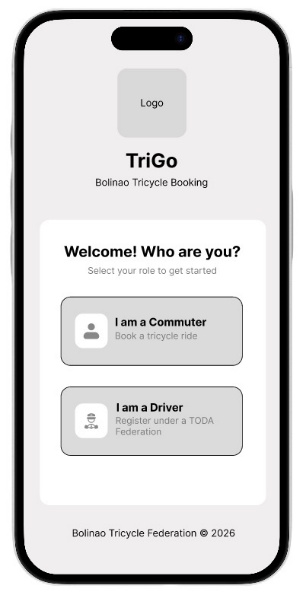 Logo
TriGo
Bolinao Tricycle Booking
Welcome! Who are you?
Select your role to get started
I am a Commuter
Book a tricycle ride
I am a Driver
Register under a TODA
Federation
Bolinao Tricycle Federation © 2026